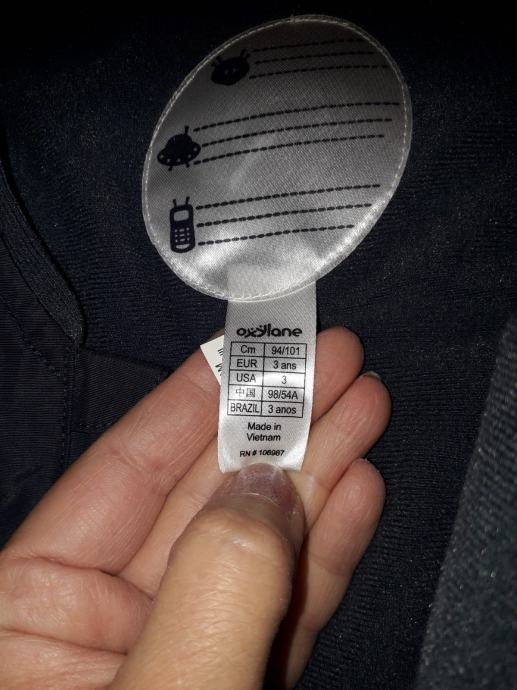 oxylane
Cm 94/101
EUR 3 ans
USA 3
中国 98/54A
BRAZIL 3 anos
Made in
Vietnam
RN # 106987